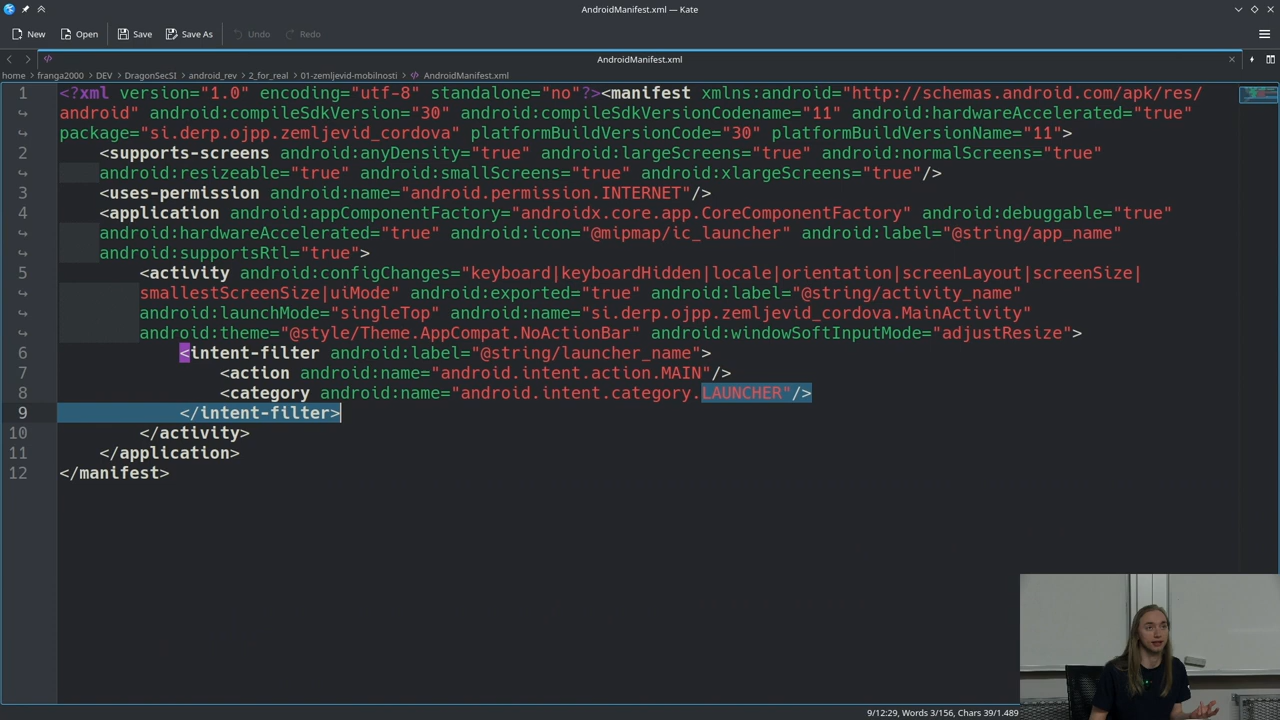 AndroidManifest.xml — Kate
New Open Save Save As Undo Redo
AndroidManifest.xml
home franga2000 DEV DragonSecSI android_rev 2_for_real 01-zemljevid-mobilnosti AndroidManifest.xml
1 <?xml version="1.0" encoding="utf-8" standalone="no"?><manifest xmlns:android="http://schemas.android.com/apk/res/
android" android:compileSdkVersion="30" android:compileSdkVersionCodename="11" android:hardwareAccelerated="true"
package="si.derp.ojpp.zemljevid_cordova" platformBuildVersionCode="30" platformBuildVersionName="11">
2 <supports-screens android:anyDensity="true" android:largeScreens="true" android:normalScreens="true"
android:resizeable="true" android:smallScreens="true" android:xlargeScreens="true"/>
3 <uses-permission android:name="android.permission.INTERNET"/>
4 <application android:appComponentFactory="androidx.core.app.CoreComponentFactory" android:debuggable="true"
android:hardwareAccelerated="true" android:icon="@mipmap/ic_launcher" android:label="@string/app_name"
android:supportsRtl="true">
5 <activity android:configChanges="keyboard|keyboardHidden|locale|orientation|screenLayout|screenSize|
smallestScreenSize|uiMode" android:exported="true" android:label="@string/activity_name"
android:launchMode="singleTop" android:name="si.derp.ojpp.zemljevid_cordova.MainActivity"
android:theme="@style/Theme.AppCompat.NoActionBar" android:windowSoftInputMode="adjustResize">
6 <intent-filter android:label="@string/launcher_name">
7 <action android:name="android.intent.action.MAIN"/>
8 <category android:name="android.intent.category.LAUNCHER"/>
9 </intent-filter>
10 </activity>
11 </application>
12 </manifest>
9/12:29, Words 3/156, Chars 39/1.489